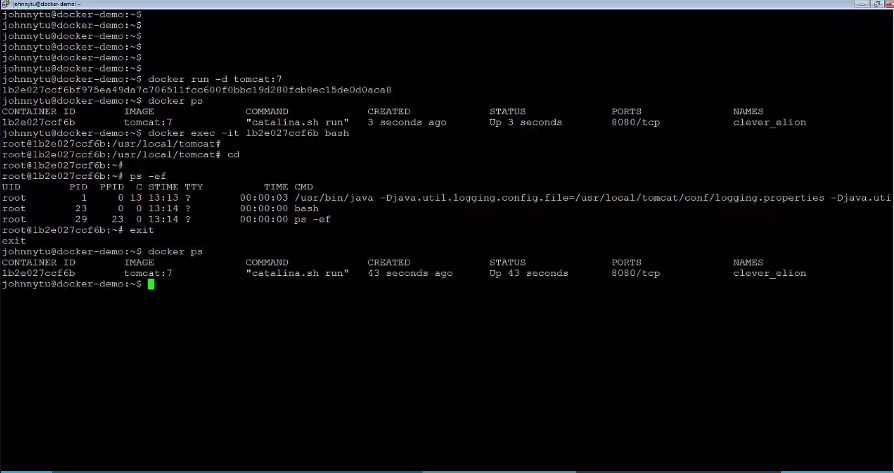 johnnytu@docker-demo: ~
johnnytu@docker-demo:~$
johnnytu@docker-demo:~$
johnnytu@docker-demo:~$
johnnytu@docker-demo:~$
johnnytu@docker-demo:~$
johnnytu@docker-demo:~$
johnnytu@docker-demo:~$ docker run -d tomcat:7
1b2e027ccf6bf975ea49da7c706511fcc600f0bbc19d280fcb8ec15de0d0aca8
johnnytu@docker-demo:~$ docker ps
CONTAINER ID IMAGE COMMAND CREATED STATUS PORTS NAMES
1b2e027ccf6b tomcat:7 "catalina.sh run" 3 seconds ago Up 3 seconds 8080/tcp clever_elion
johnnytu@docker-demo:~$ docker exec -it 1b2e027ccf6b bash
root@1b2e027ccf6b:/usr/local/tomcat#
root@1b2e027ccf6b:/usr/local/tomcat# cd
root@1b2e027ccf6b:~#
root@1b2e027ccf6b:~# ps -ef
UID PID PPID C STIME TTY TIME CMD
root 1 0 13 13:13 ? 00:00:03 /usr/bin/java -Djava.util.logging.config.file=/usr/local/tomcat/conf/logging.properties -Djava.uti
root 23 0 0 13:14 ? 00:00:00 bash
root 29 23 0 13:14 ? 00:00:00 ps -ef
root@1b2e027ccf6b:~# exit
exit
johnnytu@docker-demo:~$ docker ps
CONTAINER ID IMAGE COMMAND CREATED STATUS PORTS NAMES
1b2e027ccf6b tomcat:7 "catalina.sh run" 43 seconds ago Up 43 seconds 8080/tcp clever_elion
johnnytu@docker-demo:~$